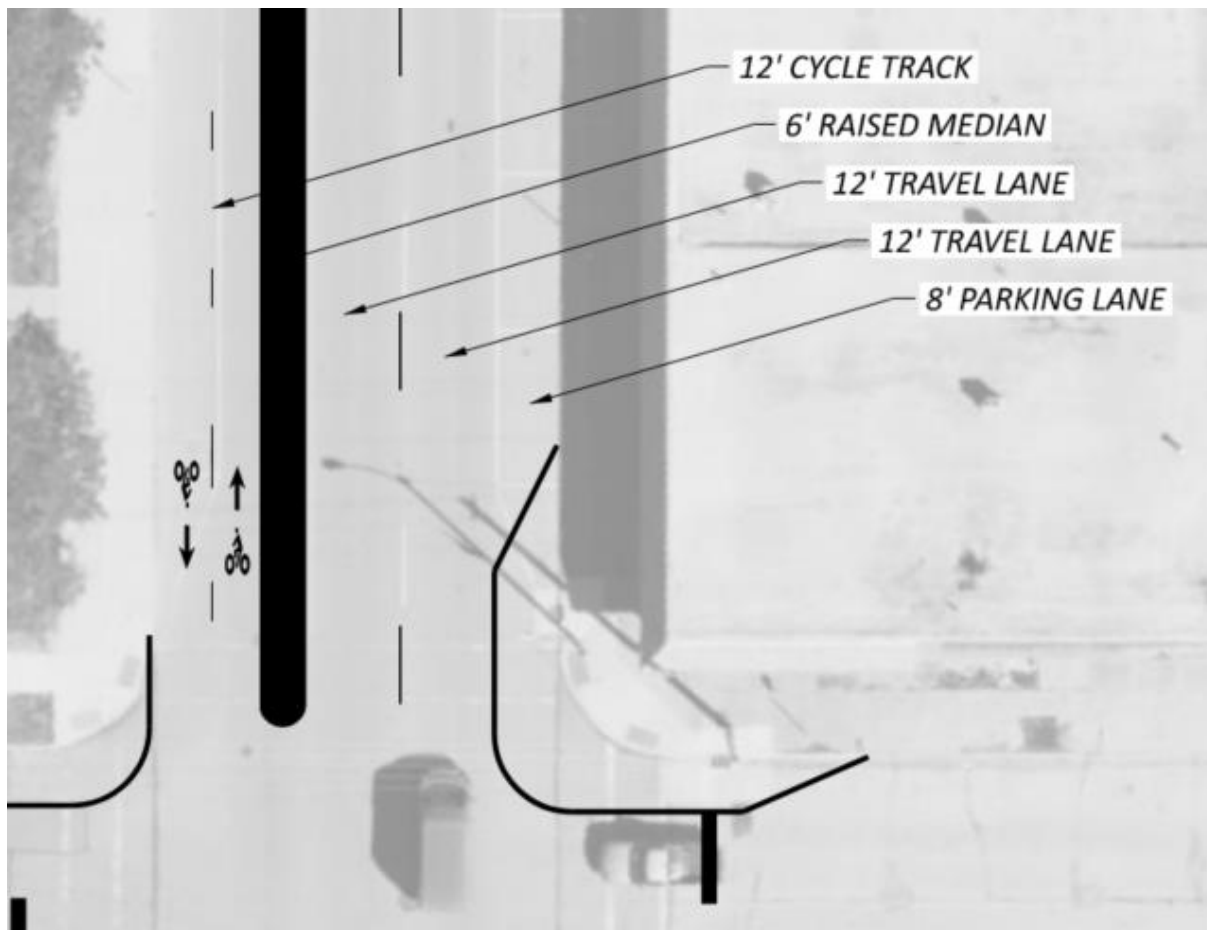 12' CYCLE TRACK
6' RAISED MEDIAN
12' TRAVEL LANE
12' TRAVEL LANE
8' PARKING LANE